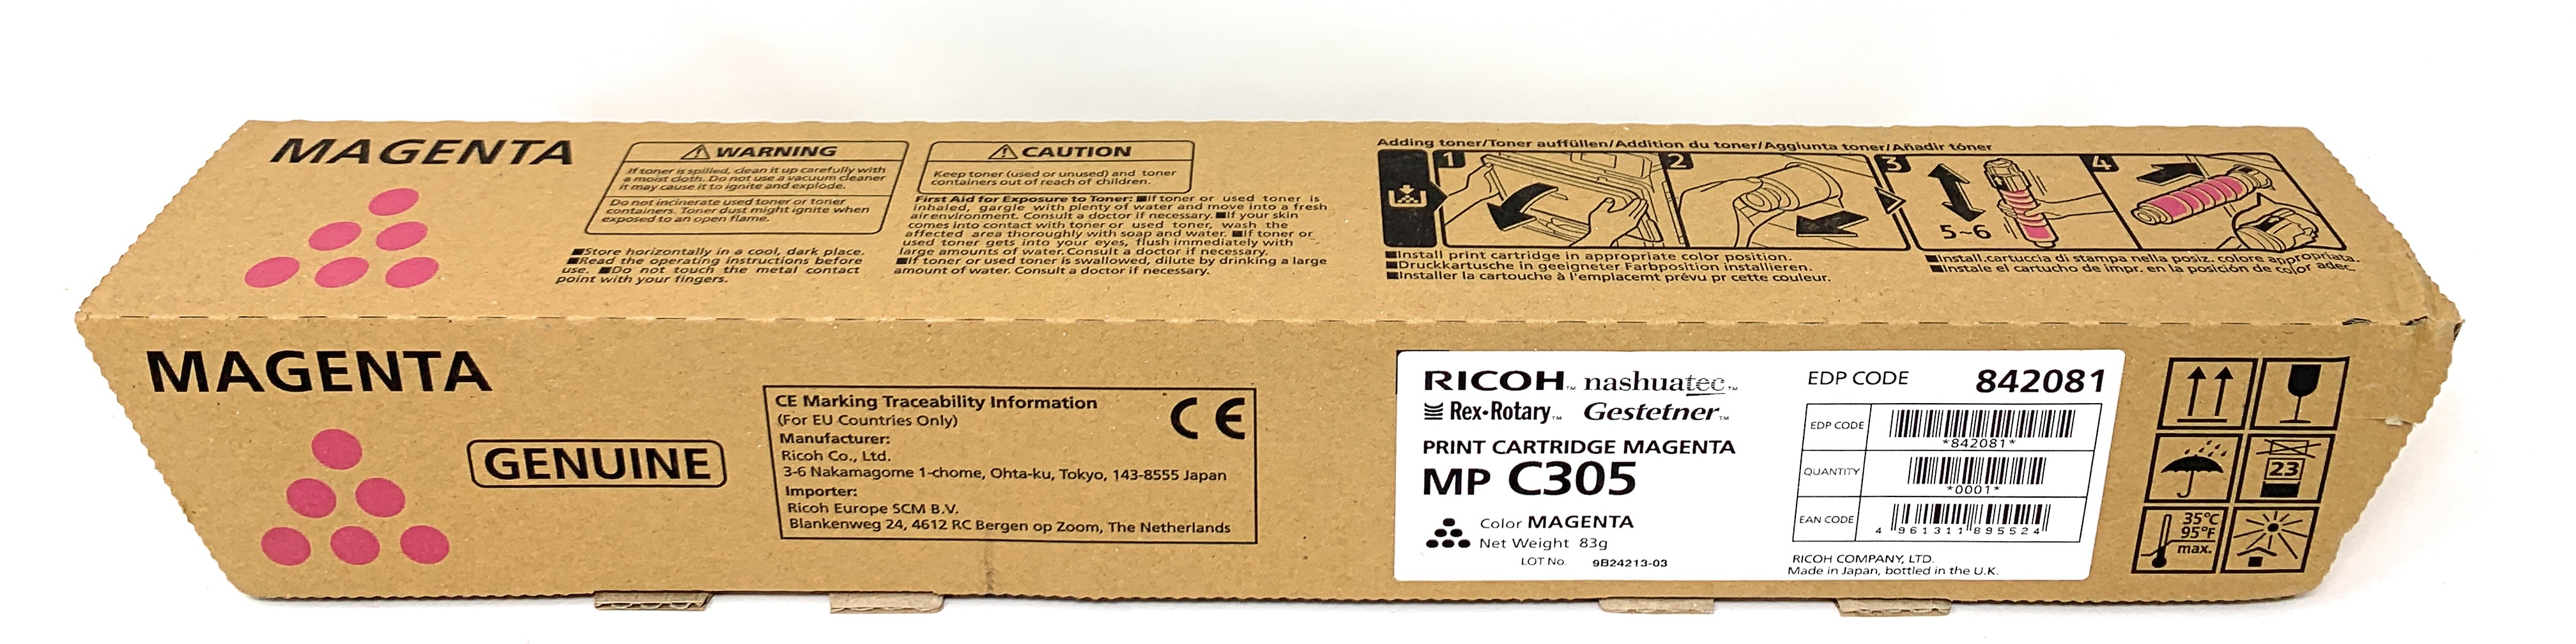 MAGENTA
⚠ WARNING
If toner is spilled, clean it up carefully with
a moist cloth. Do not use a vacuum cleaner
it may cause it to ignite and explode.
Do not incinerate used toner or toner
containers. Toner dust might ignite when
exposed to an open flame.
■Store horizontally in a cool, dark place.
■Read the operating instructions before
use. ■Do not touch the metal contact
point with your fingers.
⚠ CAUTION
Keep toner (used or unused) and toner
containers out of reach of children.
First Aid for Exposure to Toner: ■If toner or used toner is
inhaled, gargle with plenty of water and move into a fresh
air environment. Consult a doctor if necessary. ■If your skin
comes into contact with toner or used toner, wash the
affected area thoroughly with soap and water. ■If toner or
used toner gets into your eyes, flush immediately with
large amounts of water. Consult a doctor if necessary.
■If toner or used toner is swallowed, dilute by drinking a large
amount of water. Consult a doctor if necessary.
Adding toner/Toner auffüllen/Addition du toner/Aggiunta toner/Añadir tóner
1
2
3
4
5~6
■Install print cartridge in appropriate color position.
■Druckkartusche in geeigneter Farbposition installieren.
■Installer la cartouche à l'emplacemt prévu pr cette couleur.
■Install.cartuccia di stampa nella posiz. colore appropriata.
■Instale el cartucho de impr. en la posición de color adec.
MAGENTA
GENUINE
CE Marking Traceability Information
(For EU Countries Only)
Manufacturer:
Ricoh Co., Ltd.
3-6 Nakamagome 1-chome, Ohta-ku, Tokyo, 143-8555 Japan
Importer:
Ricoh Europe SCM B.V.
Blankenweg 24, 4612 RC Bergen op Zoom, The Netherlands
CE
RICOH™ nashuatec™
Rex•Rotary™ Gestetner™
PRINT CARTRIDGE MAGENTA
MP C305
Color MAGENTA
Net Weight 83g
LOT No. 9B24213-03
EDP CODE 842081
EDP CODE
*842081*
QUANTITY
*0001*
EAN CODE
4 961311 895524
RICOH COMPANY, LTD.
Made in Japan, bottled in the U.K.
23
35°C
95°F
max.